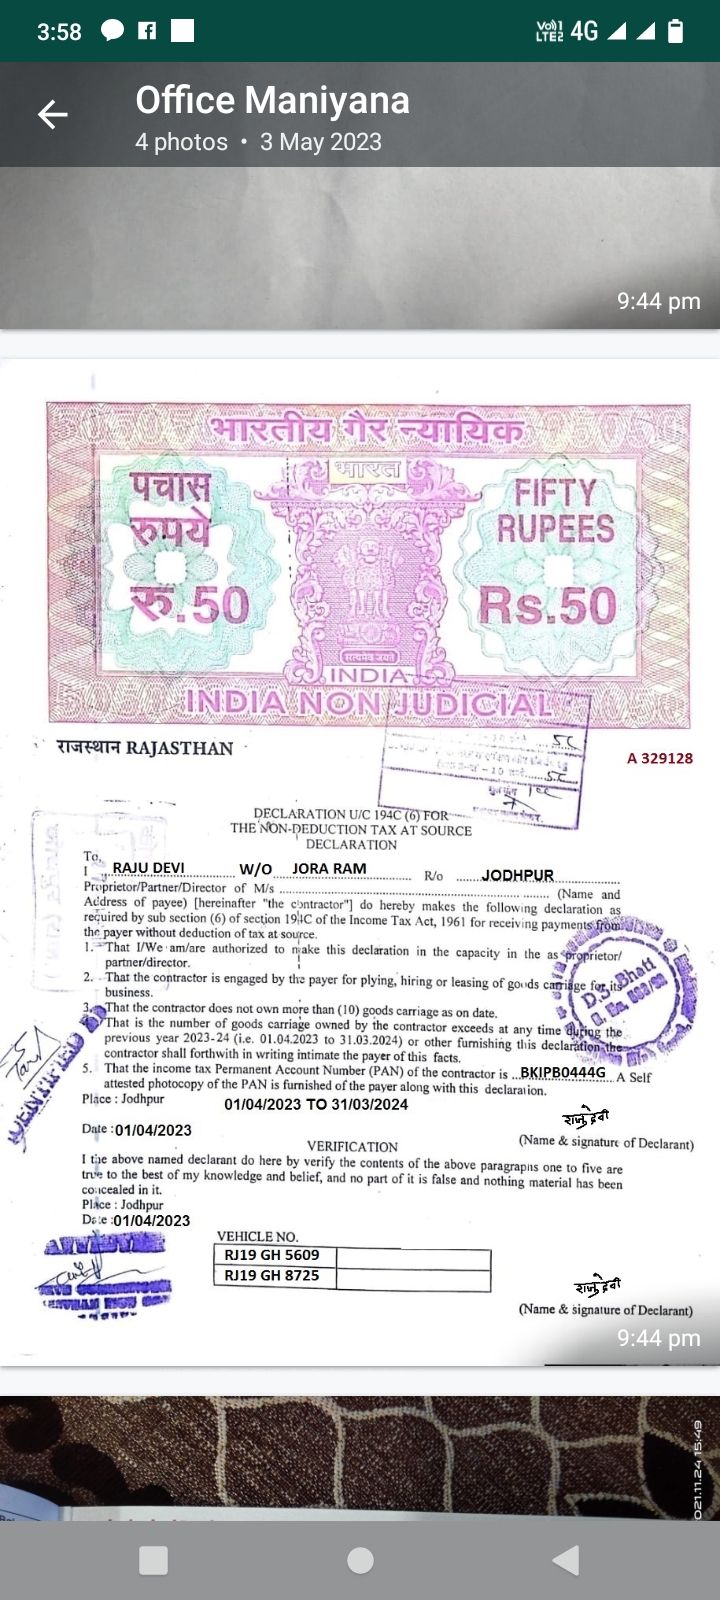 3:58
Vo)) 1
LTE2 4G
Office Maniyana
4 photos • 3 May 2023
9:44 pm
भारतीय गैर न्यायिक
भारत
पचास
रुपये
रू.50
FIFTY
RUPEES
Rs.50
सत्यमेव जयते
INDIA
INDIA NON JUDICIAL
राजस्थान RAJASTHAN
A 329128
DECLARATION U/C 194C (6) FOR
THE NON-DEDUCTION TAX AT SOURCE
DECLARATION
To,
I RAJU DEVI W/O JORA RAM R/o JODHPUR
Proprietor/Partner/Director of M/s (Name and
Address of payee) [hereinafter "the contractor"] do hereby makes the following declaration as
required by sub section (6) of section 194C of the Income Tax Act, 1961 for receiving payments from
the payer without deduction of tax at source.
1. That I/We am/are authorized to make this declaration in the capacity in the as proprietor/
partner/director.
2. That the contractor is engaged by the payer for plying, hiring or leasing of goods carriage for its
business.
3. That the contractor does not own more than (10) goods carriage as on date.
That is the number of goods carriage owned by the contractor exceeds at any time during the
previous year 2023-24 (i.e. 01.04.2023 to 31.03.2024) or other furnishing this declaration the
contractor shall forthwith in writing intimate the payer of this facts.
5. That the income tax Permanent Account Number (PAN) of the contractor is BKIPB0444G A Self
attested photocopy of the PAN is furnished of the payer along with this declaration.
D.S. Bhati
Place : Jodhpur
01/04/2023 TO 31/03/2024
राजु देवी
Date : 01/04/2023
(Name & signature of Declarant)
VERIFICATION
I the above named declarant do here by verify the contents of the above paragraphs one to five are
true to the best of my knowledge and belief, and no part of it is false and nothing material has been
concealed in it.
Place : Jodhpur
Date : 01/04/2023
VEHICLE NO.
RJ19 GH 5609
RJ19 GH 8725
राजु देवी
(Name & signature of Declarant)
9:44 pm
021.11.24 15:49